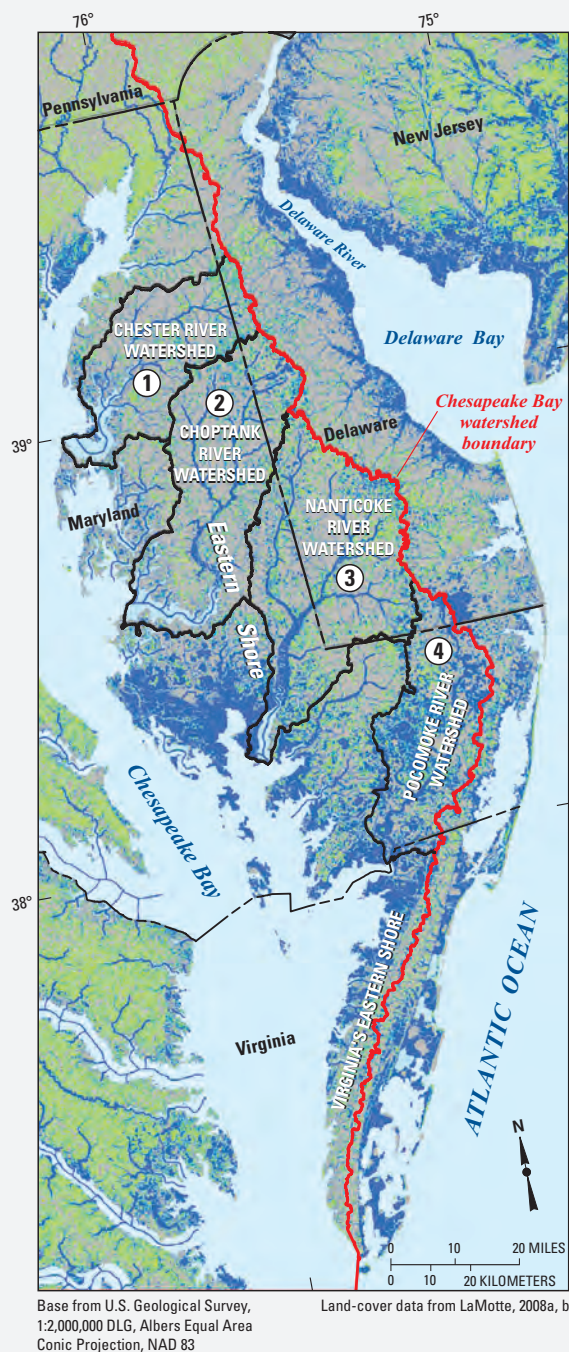 76°
75°
Pennsylvania
New Jersey
Delaware River
Delaware Bay
CHESTER RIVER
WATERSHED
1
2
CHOPTANK
RIVER
WATERSHED
Chesapeake Bay
watershed
boundary
39°
Delaware
Maryland
NANTICOKE
RIVER
WATERSHED
3
Eastern
Shore
4
POCOMOKE RIVER
WATERSHED
Chesapeake Bay
38°
VIRGINIA'S EASTERN SHORE
ATLANTIC OCEAN
Virginia
N
0 10 20 MILES
0 10 20 KILOMETERS
Base from U.S. Geological Survey,
1:2,000,000 DLG, Albers Equal Area
Conic Projection, NAD 83
Land-cover data from LaMotte, 2008a, b